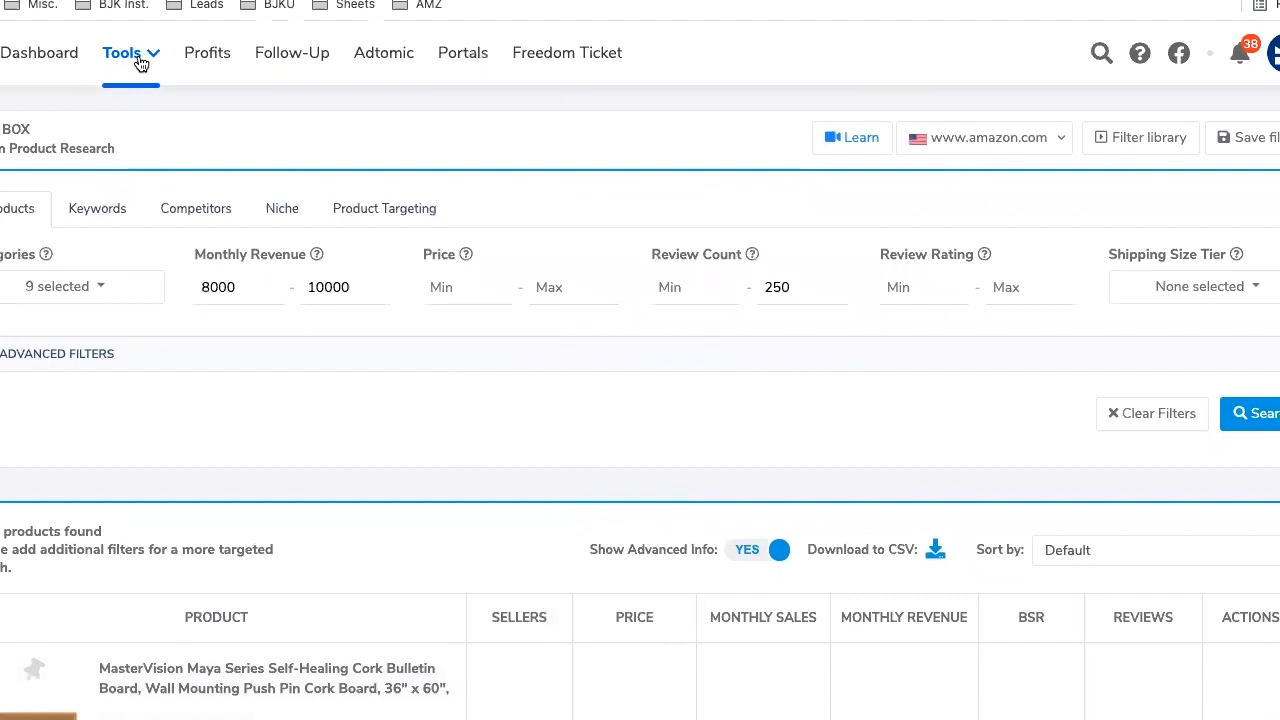 Misc. BJK Inst. Leads BJKU Sheets AMZ
Dashboard Tools Profits Follow-Up Adtomic Portals Freedom Ticket 38
BOX
n Product Research
Learn www.amazon.com Filter library Save fil
oducts Keywords Competitors Niche Product Targeting
gories Monthly Revenue Price Review Count Review Rating Shipping Size Tier
9 selected 8000 - 10000 Min - Max Min - 250 Min - Max None selected
ADVANCED FILTERS
Clear Filters Sear
products found
e add additional filters for a more targeted
h.
Show Advanced Info: YES Download to CSV: Sort by: Default
PRODUCT SELLERS PRICE MONTHLY SALES MONTHLY REVENUE BSR REVIEWS ACTIONS
MasterVision Maya Series Self-Healing Cork Bulletin
Board, Wall Mounting Push Pin Cork Board, 36" x 60",